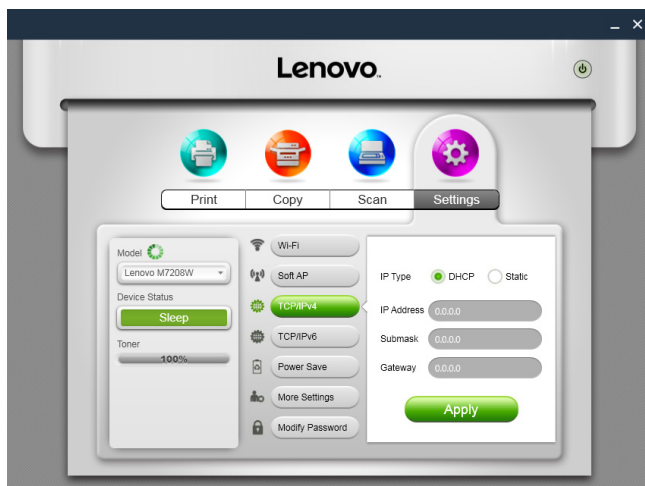 Lenovo
Print
Copy
Scan
Settings
Model
Lenovo M7208W
Device Status
Sleep
Toner
100%
Wi-Fi
Soft AP
TCP/IPv4
TCP/IPv6
Power Save
More Settings
Modify Password
IP Type
DHCP
Static
IP Address
0.0.0.0
Submask
0.0.0.0
Gateway
0.0.0.0
Apply